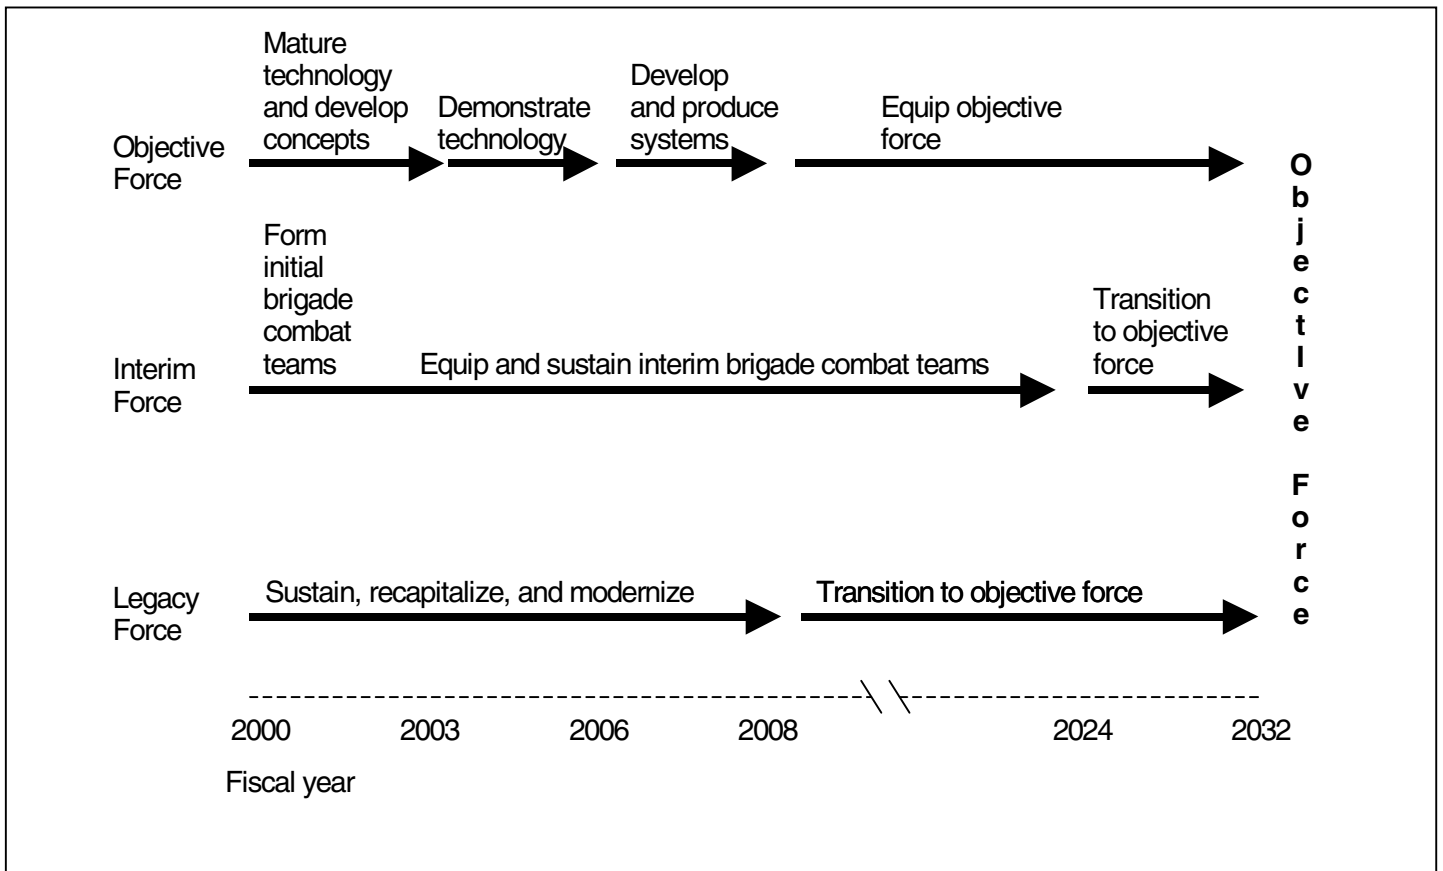 Mature
technology
and develop
concepts
Demonstrate
technology
Develop
and produce
systems
Equip objective
force
Objective
Force
Form
initial
brigade
combat
teams
Equip and sustain interim brigade combat teams
Transition
to objective
force
Interim
Force
Sustain, recapitalize, and modernize
Transition to objective force
Legacy
Force
ObjectIve Force
2000 2003 2006 2008 2024 2032
Fiscal year